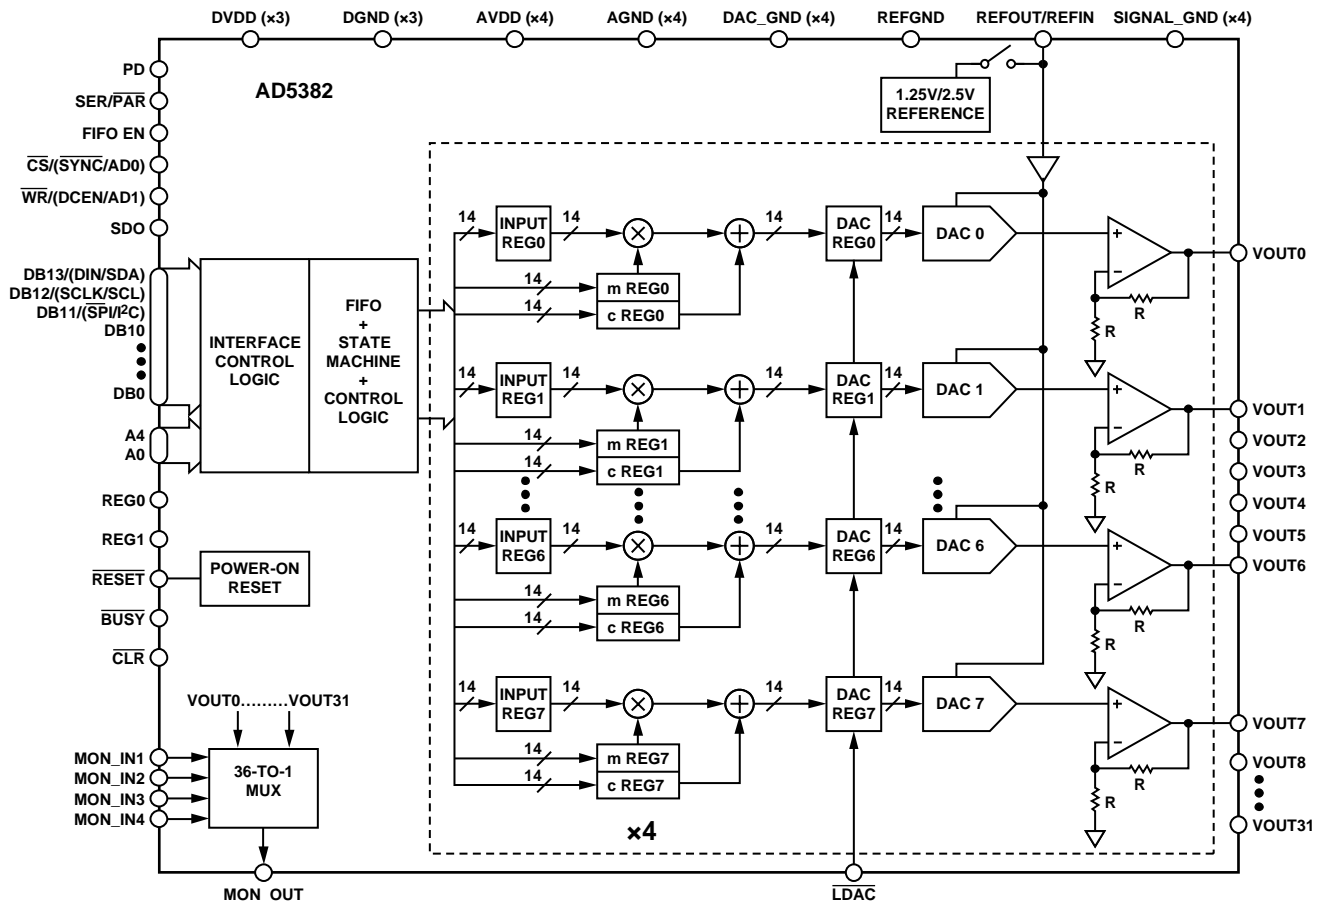 DVDD (×3)
DGND (×3)
AVDD (×4)
AGND (×4)
DAC_GND (×4)
REFGND
REFOUT/REFIN
SIGNAL_GND (×4)
PD
SER/PAR
FIFO EN
CS/(SYNC/AD0)
WR/(DCEN/AD1)
SDO
DB13/(DIN/SDA)
DB12/(SCLK/SCL)
DB11/(SPI/I²C)
DB10
DB0
A4
A0
REG0
REG1
RESET
BUSY
CLR
AD5382
1.25V/2.5V
REFERENCE
INTERFACE
CONTROL
LOGIC
FIFO
+
STATE
MACHINE
+
CONTROL
LOGIC
POWER-ON
RESET
VOUT0.........VOUT31
MON_IN1
MON_IN2
MON_IN3
MON_IN4
36-TO-1
MUX
MON_OUT
14
INPUT
REG0
14
×
+
14
DAC
REG0
14
DAC 0
+
−
R
R
VOUT0
14
m REG0
14
c REG0
14
INPUT
REG1
14
×
+
14
DAC
REG1
14
DAC 1
+
−
R
R
VOUT1
VOUT2
VOUT3
VOUT4
VOUT5
14
m REG1
14
c REG1
14
INPUT
REG6
14
×
+
14
DAC
REG6
14
DAC 6
+
−
R
R
VOUT6
14
m REG6
14
c REG6
14
INPUT
REG7
14
×
+
14
DAC
REG7
14
DAC 7
+
−
R
R
VOUT7
VOUT8
VOUT31
14
m REG7
14
c REG7
×4
LDAC